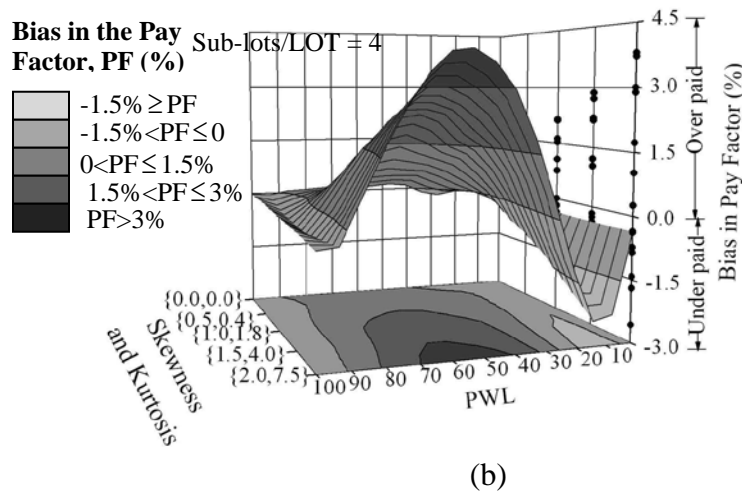 Bias in the Pay
Factor, PF (%)
Sub-lots/LOT = 4
-1.5% ≥PF
-1.5%<PF≤0
0<PF≤1.5%
1.5%<PF≤3%
PF>3%
4.5
3.0
1.5
0.0
-1.5
-3.0
Over paid
Under paid
Bias in Pay Factor (%)
{0.0,0.0}
{0.5,0.4}
{1.0,1.8}
{1.5,4.0}
{2.0,7.5}
Skewness
and Kurtosis
100 90 80 70 60 50 40 30 20 10
PWL
(b)